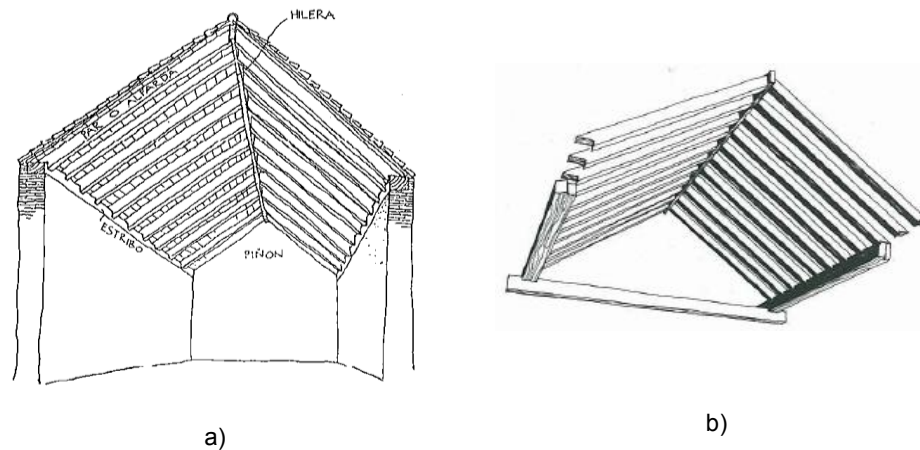 HILERA
PAR O ALFARDA
ESTRIBO
PIÑON
a)
b)